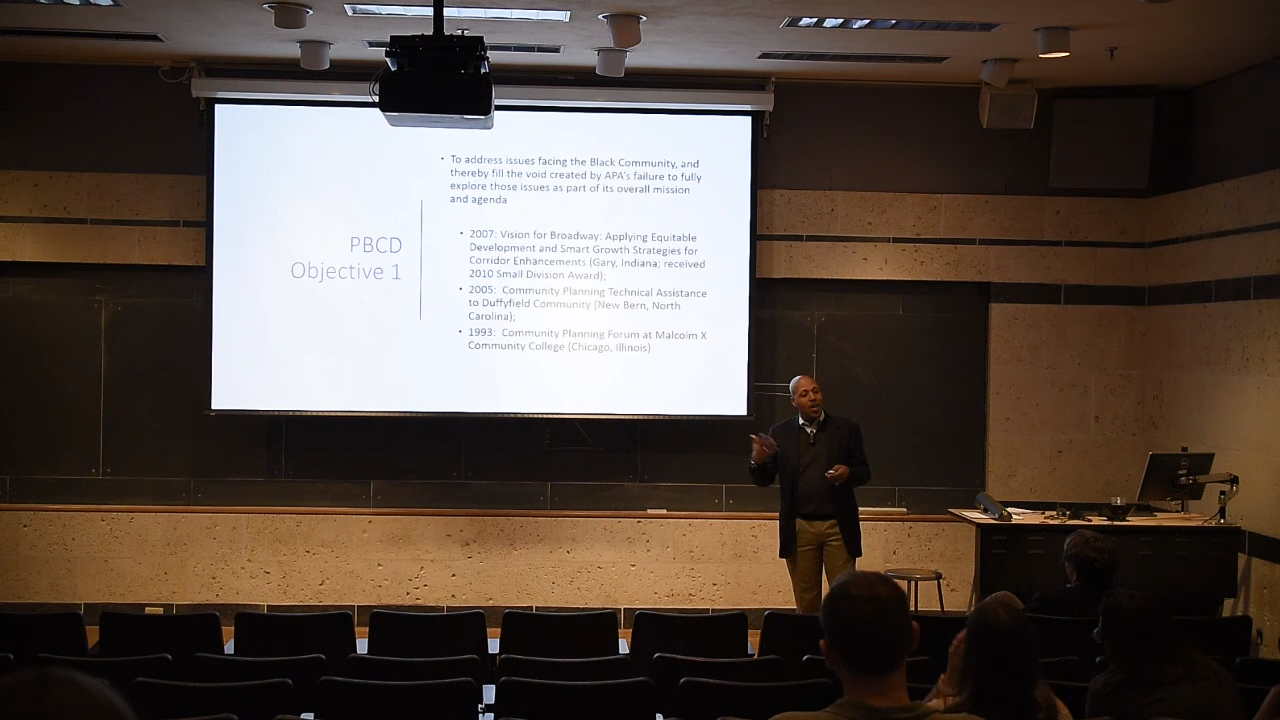 PBCD
Objective 1
• To address issues facing the Black Community, and
thereby fill the void created by APA's failure to fully
explore those issues as part of its overall mission
and agenda
• 2007: Vision for Broadway: Applying Equitable
Development and Smart Growth Strategies for
Corridor Enhancements (Gary, Indiana; received
2010 Small Division Award);
• 2005: Community Planning Technical Assistance
to Duffyfield Community (New Bern, North
Carolina);
• 1993: Community Planning Forum at Malcolm X
Community College (Chicago, Illinois)